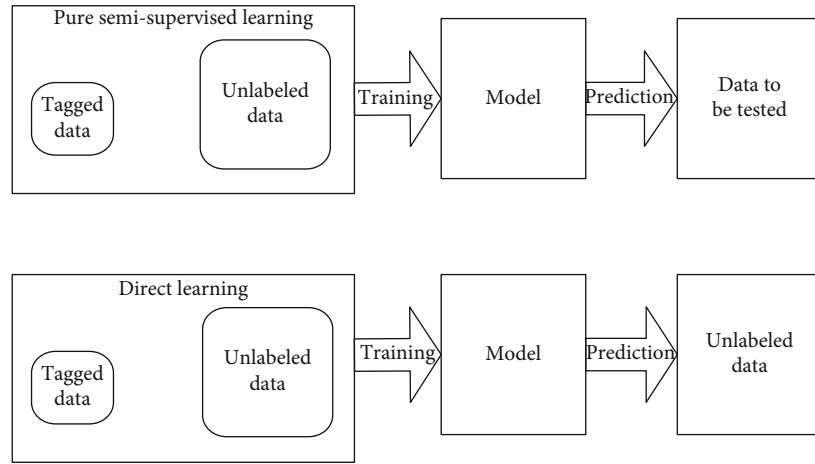 Pure semi-supervised learning
Tagged
data
Unlabeled
data
Training
Model
Prediction
Data to
be tested
Direct learning
Tagged
data
Unlabeled
data
Training
Model
Prediction
Unlabeled
data